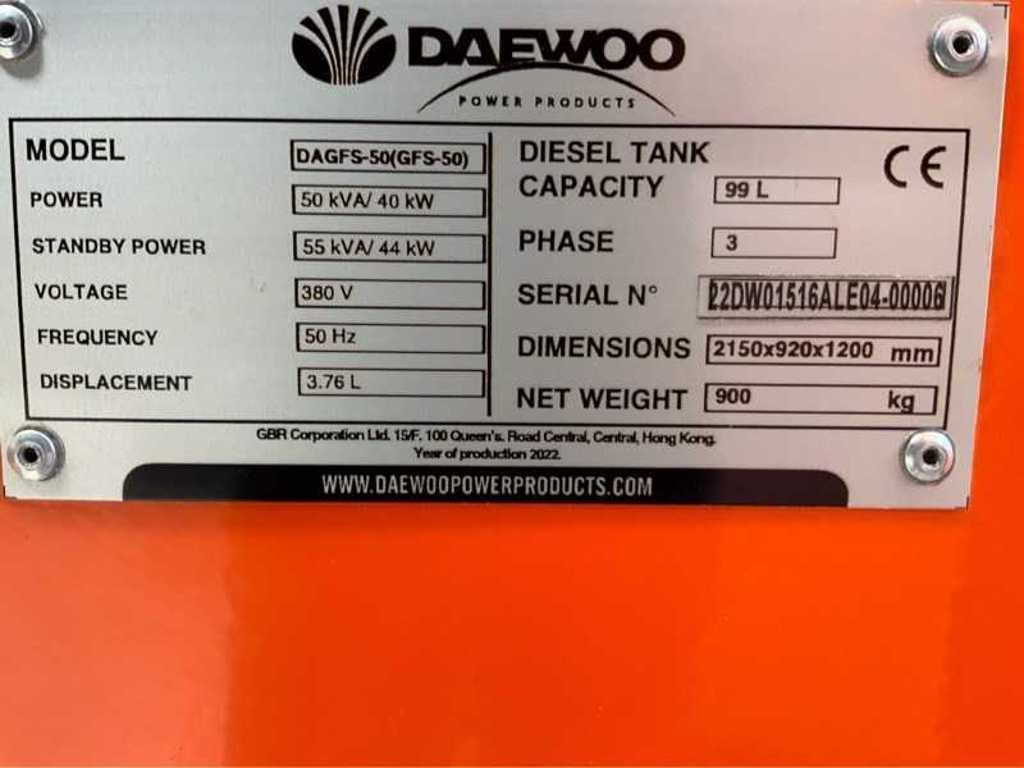 DAEWOO
POWER PRODUCTS
MODEL DAGFS-50(GFS-50)
POWER 50 kVA/ 40 kW
STANDBY POWER 55 kVA/ 44 kW
VOLTAGE 380 V
FREQUENCY 50 Hz
DISPLACEMENT 3.76 L
DIESEL TANK
CAPACITY 99 L
CE
PHASE 3
SERIAL N° 22DW01516ALE04-00006
DIMENSIONS 2150x920x1200 mm
NET WEIGHT 900 kg
GBR Corporation Ltd. 15/F. 100 Queen's. Road Central, Central, Hong Kong.
Year of production 2022.
WWW.DAEWOOPOWERPRODUCTS.COM